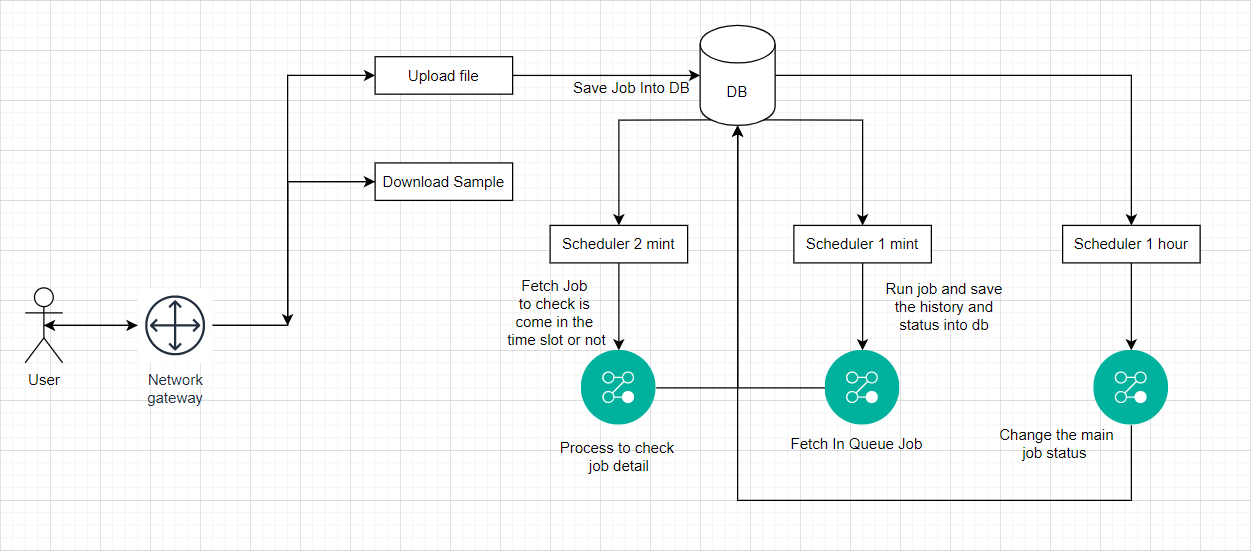 Upload file
Save Job Into DB
DB
Download Sample
Scheduler 2 mint
Scheduler 1 mint
Scheduler 1 hour
Fetch Job
to check is
come in the
time slot or not
Run job and save
the history and
status into db
User
Network
gateway
Process to check
job detail
Fetch In Queue Job
Change the main
job status